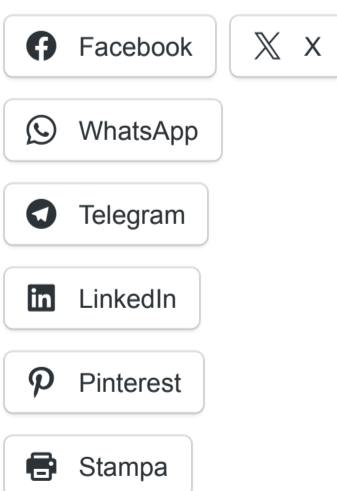 Facebook X
WhatsApp
Telegram
LinkedIn
Pinterest
Stampa